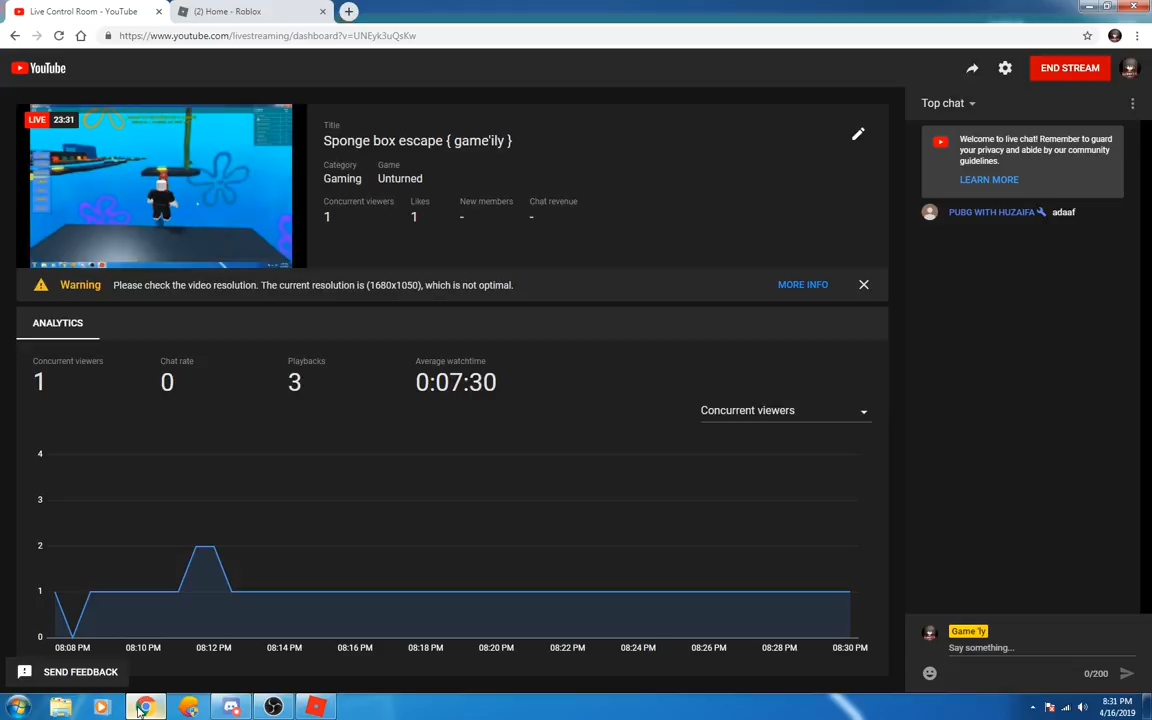 Live Control Room - YouTube
(2) Home - Roblox
https://www.youtube.com/livestreaming/dashboard?v=UNEyk3uQsKw
YouTube
END STREAM
LIVE 23:31
Title
Sponge box escape { game'ily }
Category Game
Gaming Unturned
Concurrent viewers Likes New members Chat revenue
1 1 - -
Warning Please check the video resolution. The current resolution is (1680x1050), which is not optimal.
MORE INFO
ANALYTICS
Concurrent viewers Chat rate Playbacks Average watchtime
1 0 3 0:07:30
Concurrent viewers
4
3
2
1
0
08:08 PM 08:10 PM 08:12 PM 08:14 PM 08:16 PM 08:18 PM 08:20 PM 08:22 PM 08:24 PM 08:26 PM 08:28 PM 08:30 PM
SEND FEEDBACK
Top chat
Welcome to live chat! Remember to guard
your privacy and abide by our community
guidelines.
LEARN MORE
PUBG WITH HUZAIFA adaaf
Game 'ily
Say something...
0/200
8:31 PM
4/16/2019